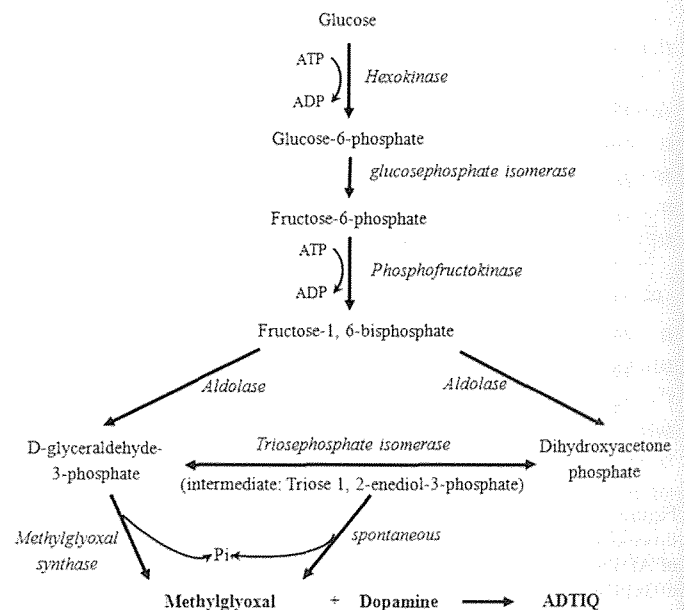 Glucose
ATP
Hexokinase
ADP
Glucose-6-phosphate
glucosephosphate isomerase
Fructose-6-phosphate
ATP
Phosphofructokinase
ADP
Fructose-1, 6-bisphosphate
Aldolase
Aldolase
D-glyceraldehyde-
3-phosphate
Triosephosphate isomerase
(intermediate: Triose 1, 2-enediol-3-phosphate)
Dihydroxyacetone
phosphate
Methylglyoxal
synthase
Pi
spontaneous
Methylglyoxal + Dopamine ADTIQ